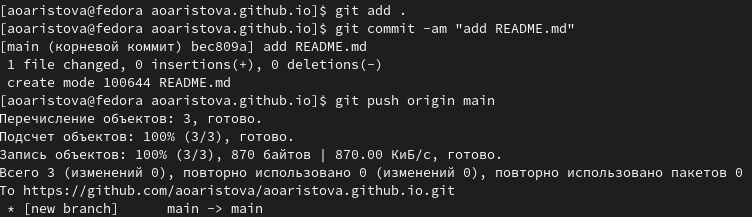 [aoaristova@fedora aoaristova.github.io]$ git add .
[aoaristova@fedora aoaristova.github.io]$ git commit -am "add README.md"
[main (корневой коммит) bec809a] add README.md
 1 file changed, 0 insertions(+), 0 deletions(-)
 create mode 100644 README.md
[aoaristova@fedora aoaristova.github.io]$ git push origin main
Перечисление объектов: 3, готово.
Подсчет объектов: 100% (3/3), готово.
Запись объектов: 100% (3/3), 870 байтов | 870.00 КиБ/с, готово.
Всего 3 (изменений 0), повторно использовано 0 (изменений 0), повторно использовано пакетов 0
To https://github.com/aoaristova/aoaristova.github.io.git
 * [new branch]      main -> main